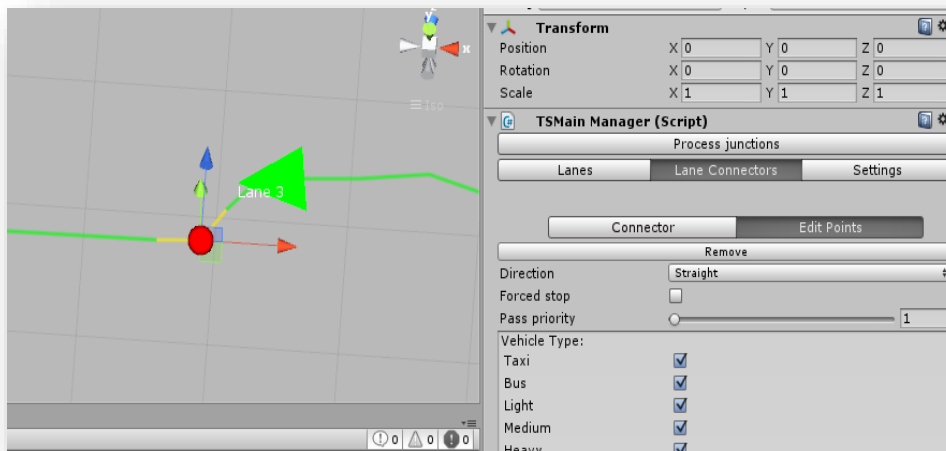 y
x
Iso
Lane 3
0 0 0
Transform
Position X 0 Y 0 Z 0
Rotation X 0 Y 0 Z 0
Scale X 1 Y 1 Z 1
TSMain Manager (Script)
Process junctions
Lanes Lane Connectors Settings
Connector Edit Points
Remove
Direction Straight
Forced stop
Pass priority 1
Vehicle Type:
Taxi
Bus
Light
Medium
Heavy